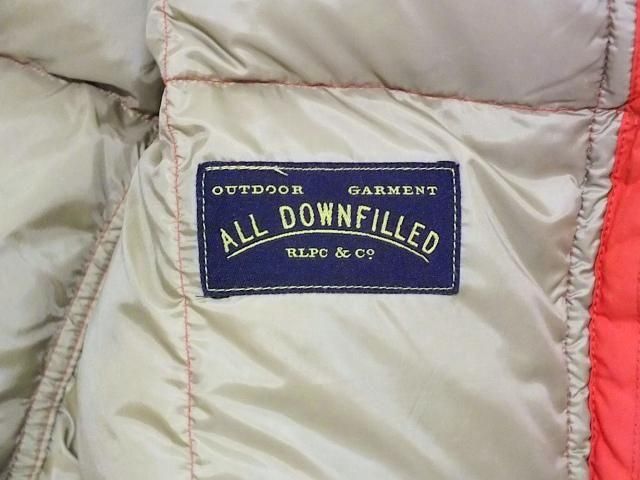 OUTDOOR GARMENT
ALL DOWNFILLED
RLPC & Co